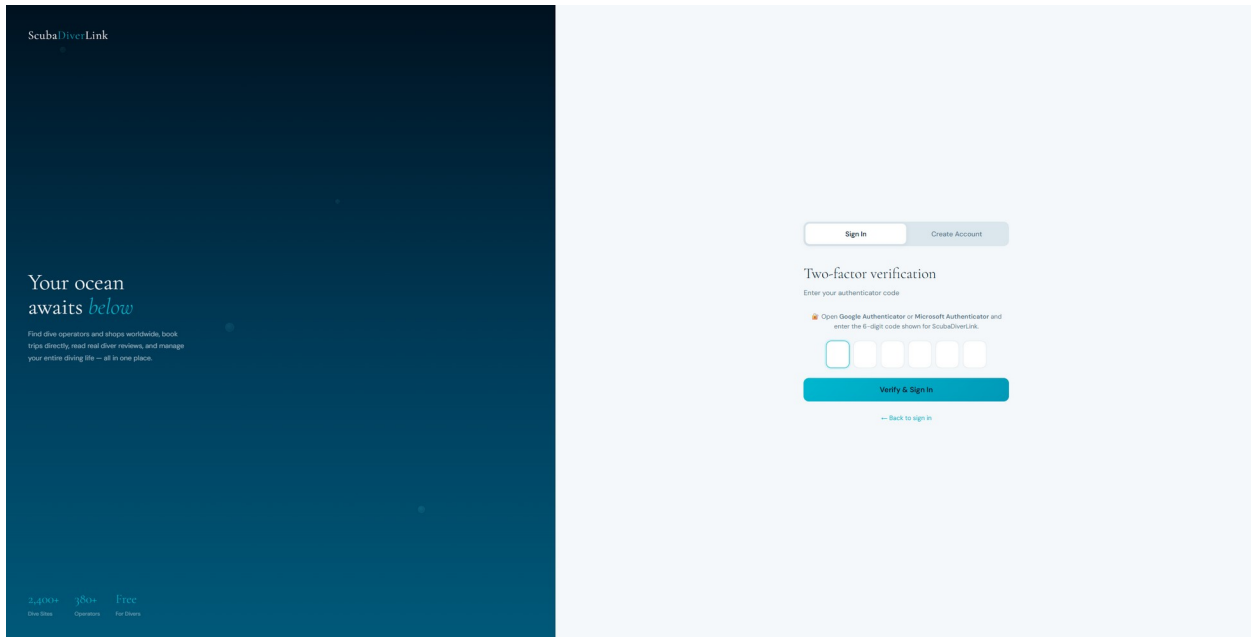 ScubaDiverLink
Your ocean
awaits below
Find dive operators and shops worldwide, book
trips directly, read real diver reviews, and manage
your entire diving life — all in one place.
2,400+ 380+ Free
Dive Sites Operators For Divers
Sign In Create Account
Two-factor verification
Enter your authenticator code
Open Google Authenticator or Microsoft Authenticator and
enter the 6-digit code shown for ScubaDiverLink.
Verify & Sign In
← Back to sign in